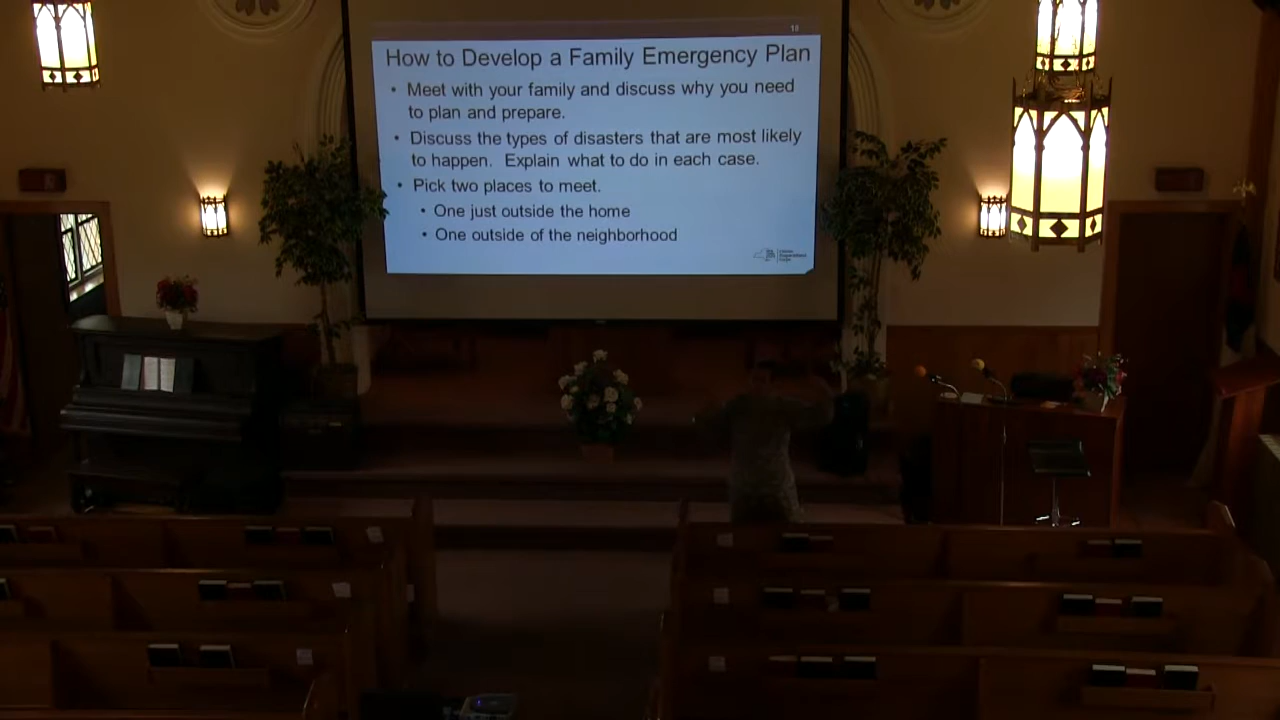 18
How to Develop a Family Emergency Plan
• Meet with your family and discuss why you need
to plan and prepare.
• Discuss the types of disasters that are most likely
to happen. Explain what to do in each case.
• Pick two places to meet.
• One just outside the home
• One outside of the neighborhood